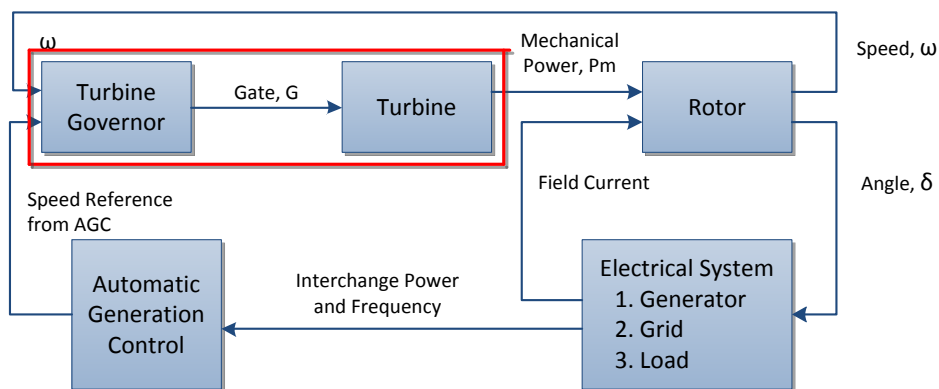 ω
Mechanical
Power, Pm
Speed, ω
Turbine
Governor
Gate, G
Turbine
Rotor
Speed Reference
from AGC
Field Current
Angle, δ
Automatic
Generation
Control
Interchange Power
and Frequency
Electrical System
1. Generator
2. Grid
3. Load